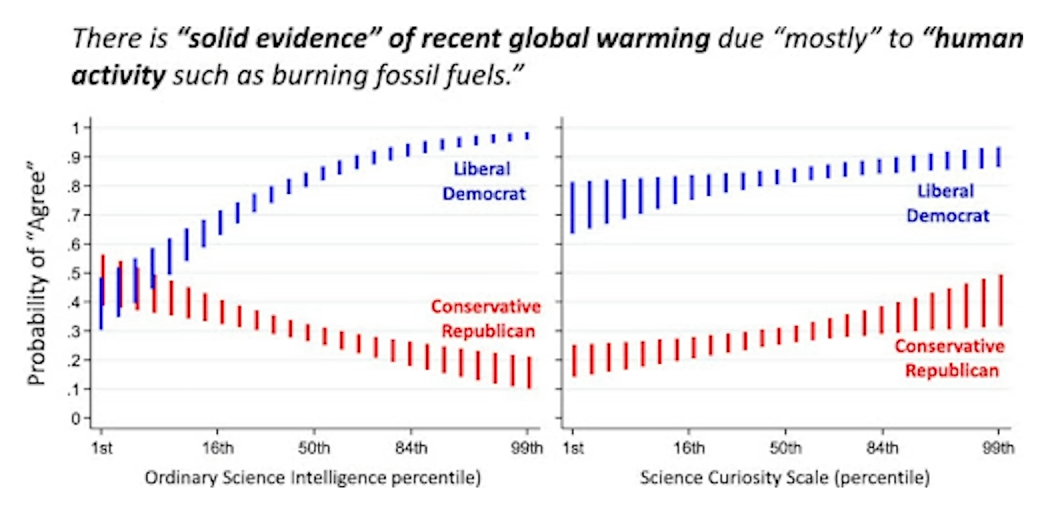 There is “solid evidence” of recent global warming due “mostly” to “human
activity such as burning fossil fuels.”
Probability of “Agree”
1
.9
.8
.7
.6
.5
.4
.3
.2
.1
0
Liberal
Democrat
Conservative
Republican
1st 16th 50th 84th 99th
Ordinary Science Intelligence percentile)
Liberal
Democrat
Conservative
Republican
1st 16th 50th 84th 99th
Science Curiosity Scale (percentile)